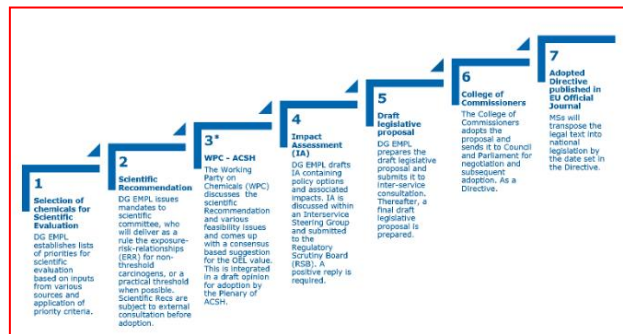 1
Selection of
chemicals for
Scientific
Evaluation
DG EMPL
establishes lists
of priorities for
scientific
evaluation
based on inputs
from various
sources and
application of
priority criteria.
2
Scientific
Recommendation
DG EMPL issues
mandates to
scientific
committee, who
will deliver as a
rule the exposure-
risk-relationships
(ERR) for non-
threshold
carcinogens, or a
practical threshold
when possible.
Scientific Recs are
subject to external
consultation before
adoption.
3*
WPC - ACSH
The Working
Party on
Chemicals (WPC)
discusses the
scientific
Recommendation
and various
feasibility issues
and comes up
with a consensus
based suggestion
for the OEL value.
This is integrated
in a draft opinion
for adoption by
the Plenary of
ACSH.
4
Impact
Assessment
(IA)
DG EMPL drafts
IA containing
policy options
and associated
impacts. IA is
discussed within
an Interservice
Steering Group
and submitted
to the
Regulatory
Scrutiny Board
(RSB). A
positive reply is
required.
5
Draft
legislative
proposal
DG EMPL
prepares the
draft legislative
proposal and
submits it to
inter-service
consultation.
Thereafter, a
final draft
legislative
proposal is
prepared.
6
College of
Commissioners
The College of
Commissioners
adopts the
proposal and
sends it to Council
and Parliament for
negotiation and
subsequent
adoption. As a
Directive.
7
Adopted
Directive
published in
EU Official
Journal
MSs will
transpose the
legal text into
national
legislation by
the date set in
the Directive.